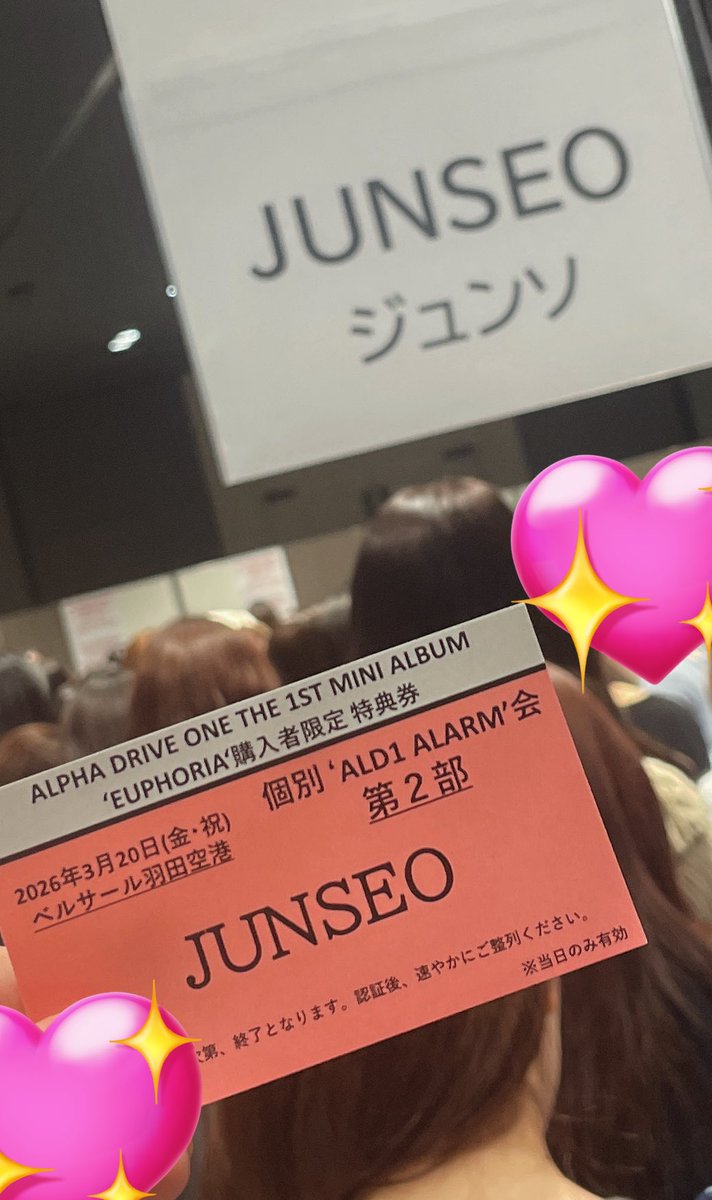 JUNSEO
ジュンソ
ALPHA DRIVE ONE THE 1ST MINI ALBUM
‘EUPHORIA‘購入者限定 特典券
個別 ‘ALD1 ALARM’会
第２部
2026年3月20日(金・祝)
ベルサール羽田空港
JUNSEO
次第、終了となります。認証後、速やかにご整列ください。
※当日のみ有効